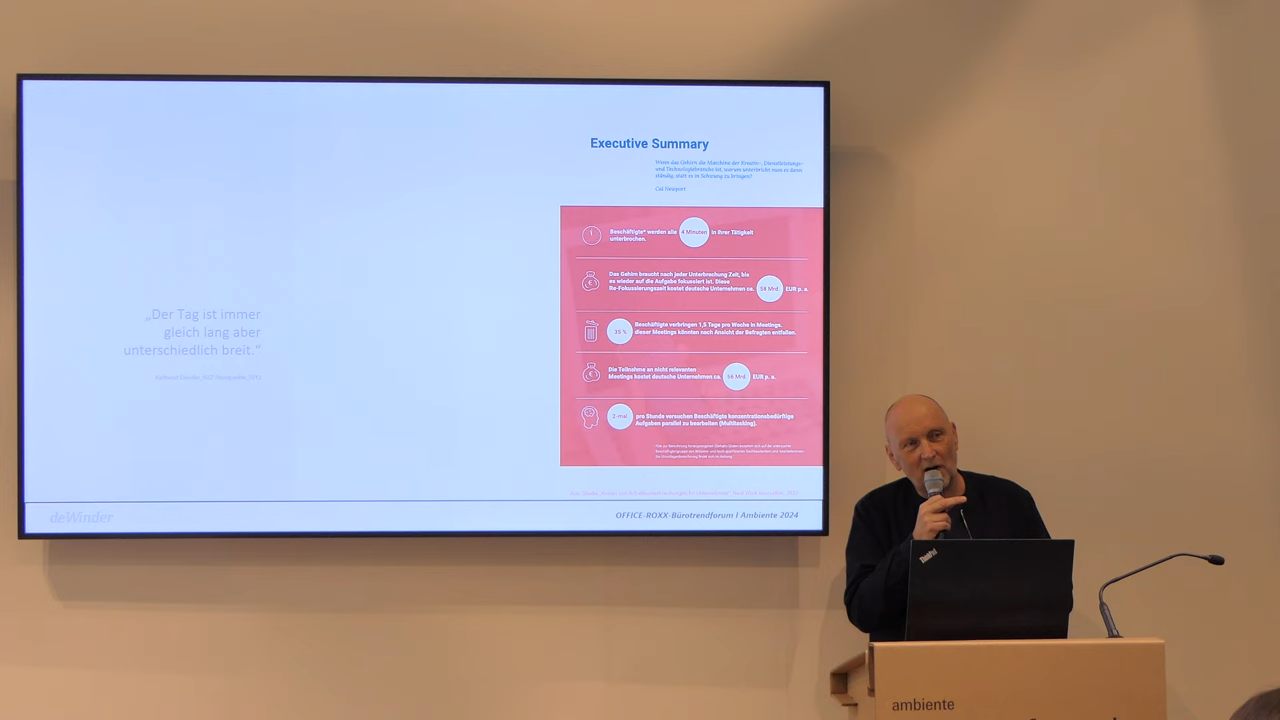 Executive Summary
Wenn das Gehirn die Maschine der Kreativ-, Dienstleistungs-
und Technologiebranche ist, warum unterbricht man es dann
ständig, statt es in Schwung zu bringen?
Cal Newport
Beschäftigte* werden alle 4 Minuten in ihrer Tätigkeit
unterbrochen.
Das Gehirn braucht nach jeder Unterbrechung Zeit, bis
es wieder auf die Aufgabe fokussiert ist. Diese
Re-Fokussierungszeit kostet deutsche Unternehmen ca. 58 Mrd. EUR p. a.
35 % Beschäftigte verbringen 1,5 Tage pro Woche in Meetings.
dieser Meetings könnten nach Ansicht der Befragten entfallen.
Die Teilnahme an nicht relevanten
Meetings kostet deutsche Unternehmen ca. 56 Mrd. EUR p. a.
2-mal pro Stunde versuchen Beschäftigte konzentrationsbedürftige
Aufgaben parallel zu bearbeiten (Multitasking).
„Der Tag ist immer
gleich lang aber
unterschiedlich breit.“
deWinder
OFFICE-ROXX-Bürotrendforum I Ambiente 2024
ThinkPad
ambiente